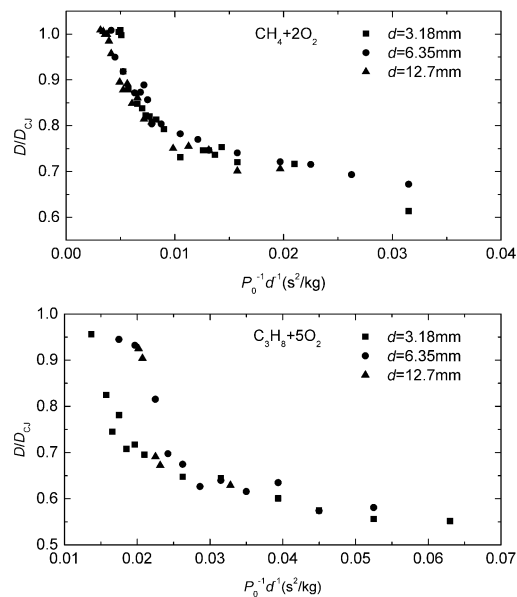 CH₄+2O₂
d=3.18mm
d=6.35mm
d=12.7mm
D/D_CJ
1.0
0.9
0.8
0.7
0.6
0.00 0.01 0.02 0.03 0.04
P₀⁻¹d⁻¹(s²/kg)
C₃H₈+5O₂
d=3.18mm
d=6.35mm
d=12.7mm
D/D_CJ
1.0
0.9
0.8
0.7
0.6
0.5
0.01 0.02 0.03 0.04 0.05 0.06 0.07
P₀⁻¹d⁻¹(s²/kg)